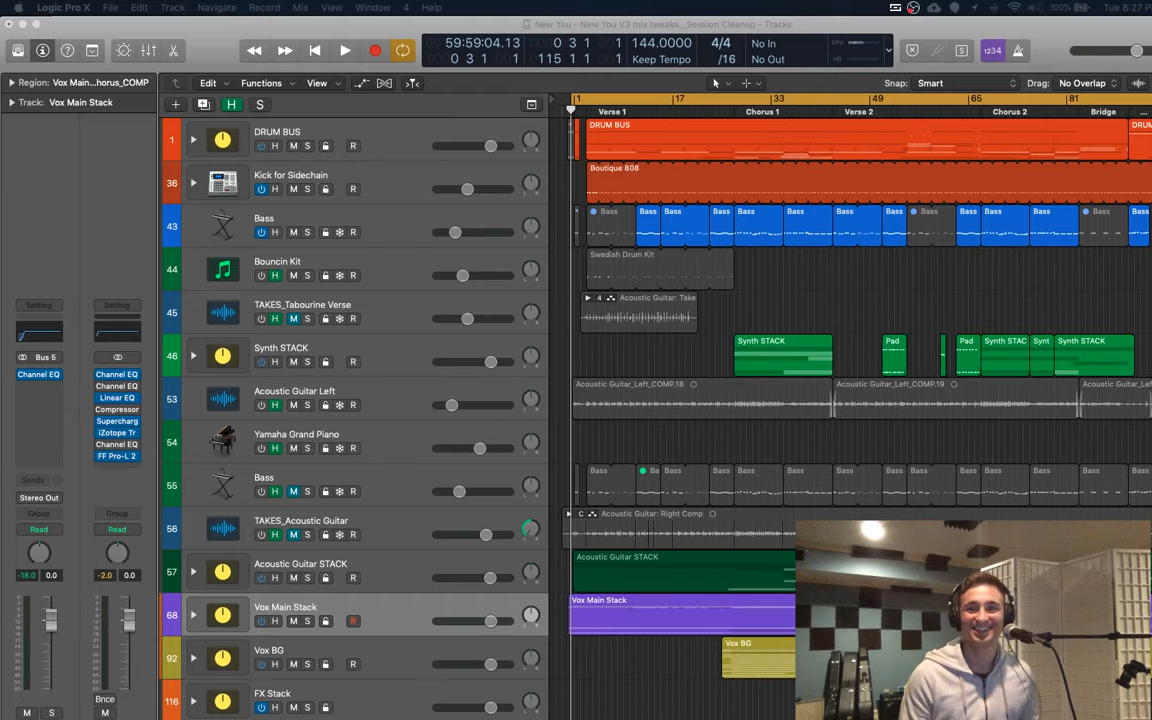 Logic Pro X File Edit Track Navigate Record Mix View Window 4 Help 100% Tue 8:27 P
New You - New You V3 mix tweaks_Session Cleanup - Tracks
59:59:04.13 0 3 1 1 144.0000 4/4 No In CPU
0 3 1 115 1 1 Keep Tempo /16 No Out HD
1234
Region: Vox Main...horus_COMP Edit Functions View Snap: Smart Drag: No Overlap
Track: Vox Main Stack H S 1 17 33 49 65 81
Verse 1 Chorus 1 Verse 2 Chorus 2 Bridge ...
1 DRUM BUS H M S R DRUM BUS DRUM
36 Kick for Sidechain H M S R Boutique 808
43 Bass H M S R Bass Bass Bass Bass Bass Bass Bass Bass Bass Bass Bass Bass Bass Bass
44 Bouncin Kit H M S R Swedish Drum Kit
45 TAKES_Tabourine Verse H M S R 4 Acoustic Guitar: Take
46 Synth STACK H M S R Synth STACK Pad Pad Synth STAC Synt Synth STACK
53 Acoustic Guitar Left H M S R Acoustic Guitar_Left_COMP.18 Acoustic Guitar_Left_COMP.19 Acoustic Guitar_Lef
54 Yamaha Grand Piano H M S R
55 Bass H M S R Bass Ba Bass Bass Bass Bass Bass Bass Bass Bass Bass Bass Bass Bass
56 TAKES_Acoustic Guitar H M S R C Acoustic Guitar: Right Comp
57 Acoustic Guitar STACK H M S R Acoustic Guitar STACK
68 Vox Main Stack H M S R Vox Main Stack
92 Vox BG H M S R Vox BG
116 FX Stack H M S R
Setting Setting
Bus 5
Channel EQ Channel EQ
Channel EQ
Linear EQ
Compressor
Supercharg
iZotope Tr
Channel EQ
FF Pro-L 2
Sends
Stereo Out
Group Group
Read Read
-18.0 0.0 -2.0 0.0
Bnce
M S M